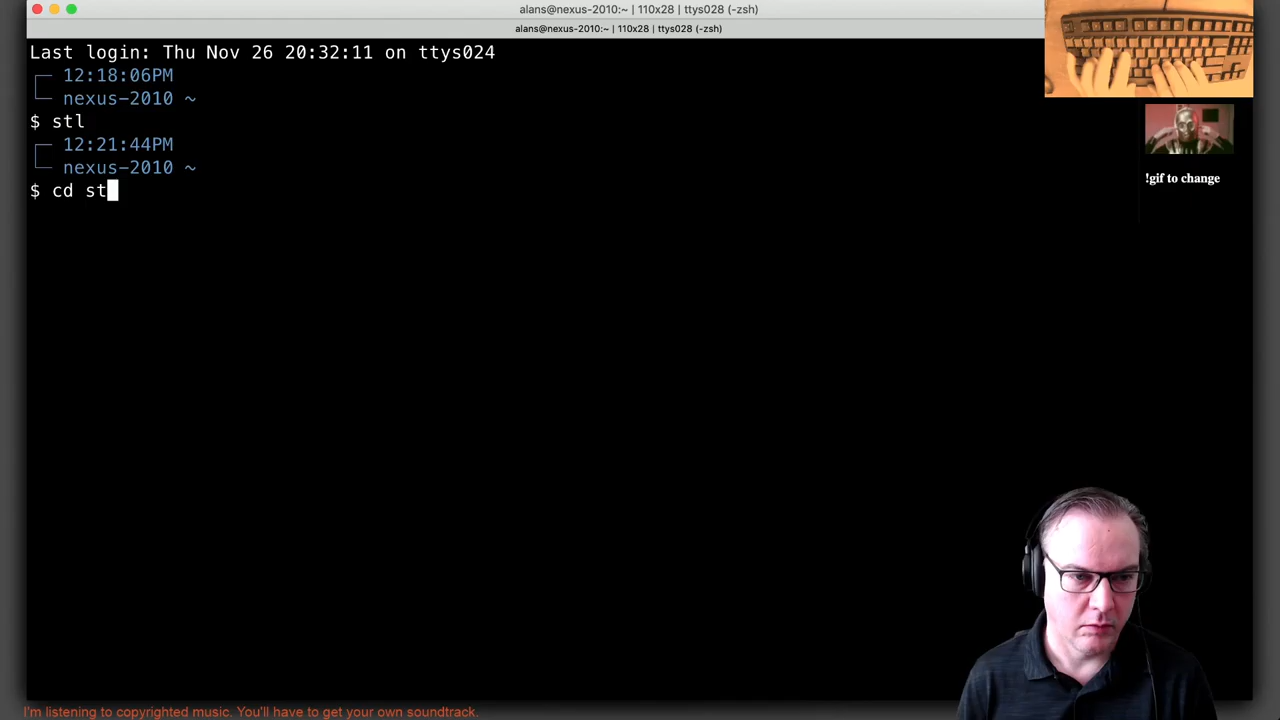 alans@nexus-2010:~ | 110x28 | ttys028 (-zsh)
alans@nexus-2010:~ | 110x28 | ttys028 (-zsh)
Last login: Thu Nov 26 20:32:11 on ttys024
12:18:06PM
nexus-2010 ~
$ stl
12:21:44PM
nexus-2010 ~
$ cd st
!gif to change
I'm listening to copyrighted music. You'll have to get your own soundtrack.